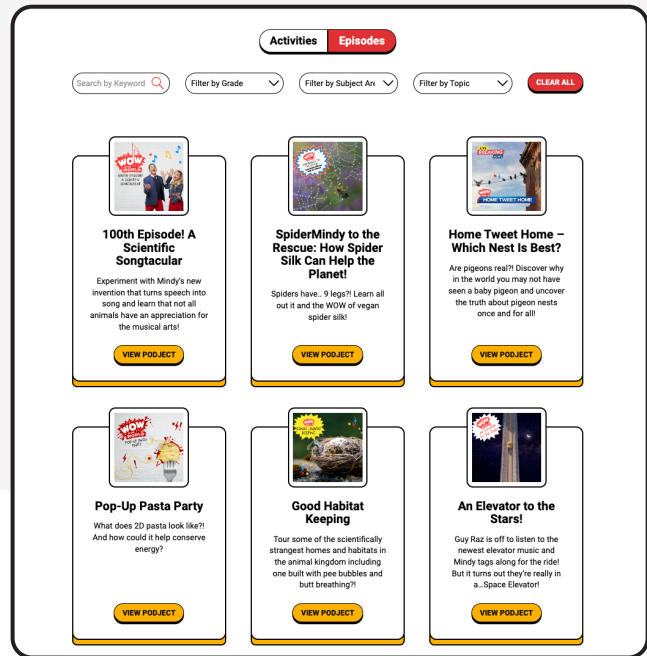 Activities Episodes
Search by Keyword Filter by Grade Filter by Subject Are Filter by Topic CLEAR ALL
WOW
WORLD
100th Episode! A
Scientific
Songtacular
Experiment with Mindy's new
invention that turns speech into
song and learn that not all
animals have an appreciation for
the musical arts!
VIEW PODJECT
WOW
SpiderMindy to the
Rescue: How Spider
Silk Can Help the
Planet!
Spiders have.. 9 legs?! Learn all
out it and the WOW of vegan
spider silk!
VIEW PODJECT
BREAKING
NEWS
WOW
HOME TWEET HOME
Home Tweet Home –
Which Nest Is Best?
Are pigeons real?! Discover why
in the world you may not have
seen a baby pigeon and uncover
the truth about pigeon nests
once and for all!
VIEW PODJECT
WOW
WORLD
POP-UP PASTA
PARTY
Pop-Up Pasta Party
What does 2D pasta look like?!
And how could it help conserve
energy?
VIEW PODJECT
WOW
Good Habitat
Keeping
Tour some of the scientifically
strangest homes and habitats in
the animal kingdom including
one built with pee bubbles and
butt breathing?!
VIEW PODJECT
WOW
An Elevator to the
Stars!
Guy Raz is off to listen to the
newest elevator music and
Mindy tags along for the ride!
But it turns out they're really in
a...Space Elevator!
VIEW PODJECT